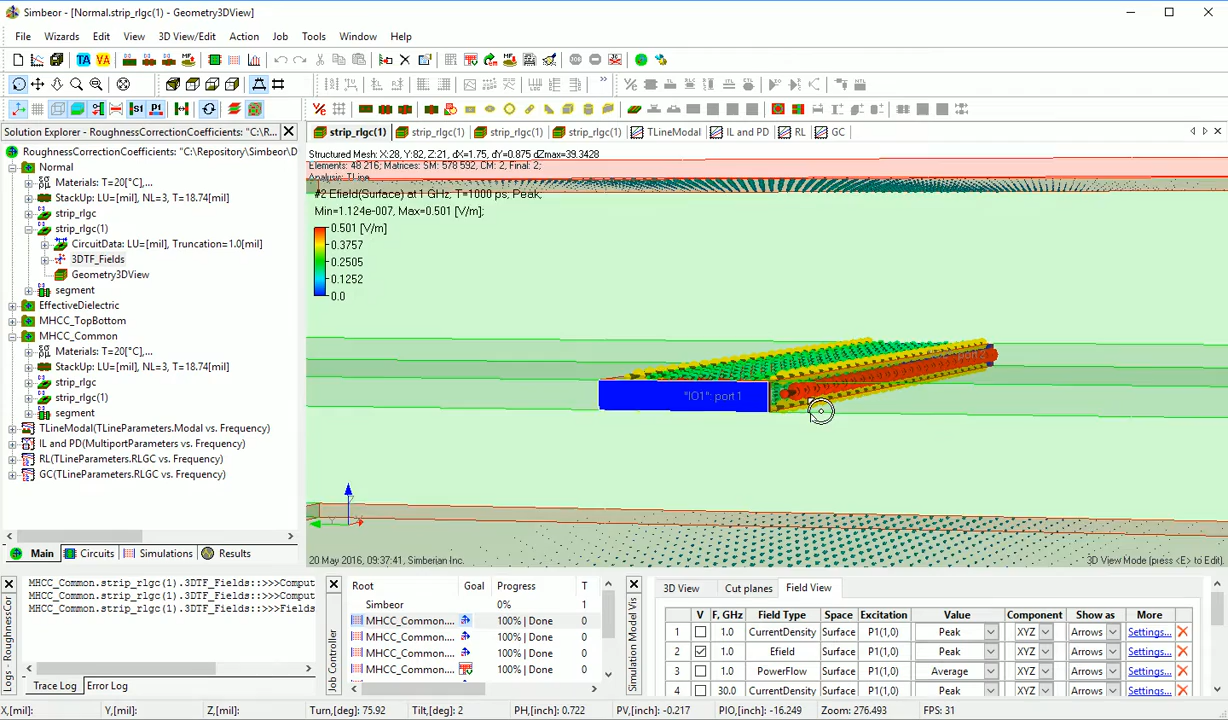 Simbeor - [Normal.strip_rlgc(1) - Geometry3DView]
File Wizards Edit View 3D View/Edit Action Job Tools Window Help
TA VA
Solution Explorer - RoughnessCorrectionCoefficients: "C:\R...
RoughnessCorrectionCoefficients: "C:\Repository\Simbeor\D
Normal
Materials: T=20[°C],...
StackUp: LU=[mil], NL=3, T=18.74[mil]
strip_rlgc
strip_rlgc(1)
CircuitData: LU=[mil], Truncation=1.0[mil]
3DTF_Fields
Geometry3DView
segment
EffectiveDielectric
MHCC_TopBottom
MHCC_Common
Materials: T=20[°C],...
StackUp: LU=[mil], NL=3, T=18.74[mil]
strip_rlgc
strip_rlgc(1)
segment
TLineModal(TLineParameters.Modal vs. Frequency)
IL and PD(MultiportParameters vs. Frequency)
RL(TLineParameters.RLGC vs. Frequency)
GC(TLineParameters.RLGC vs. Frequency)
Main Circuits Simulations Results
strip_rlgc(1) strip_rlgc(1) strip_rlgc(1) strip_rlgc(1) TLineModal IL and PD RL GC
Structured Mesh: X:28, Y:82, Z:21, dX=1.75, dY=0.875 dZmax=39.3428
Elements: 48 216; Matrices: SM: 578 592, CM: 2, Final: 2;
Analysis: TLine
#2 Efield(Surface) at 1 GHz, T=1000 ps, Peak,
Min=1.124e-007, Max=0.501 [V/m];
0.501 [V/m]
0.3757
0.2505
0.1252
0.0
"IO1": port 1
port 2
20 May 2016, 09:37:41, Simberian Inc.
3D View Mode (press <E> to Edit).
MHCC_Common.strip_rlgc(1).3DTF_Fields::>>>Comput
MHCC_Common.strip_rlgc(1).3DTF_Fields::>>>Comput
MHCC_Common.strip_rlgc(1).3DTF_Fields::>>>Fields
Logs - RoughnessCor
Trace Log Error Log
Job Controller
Root Goal Progress T
Simbeor 0% 1
MHCC_Common.... 100% | Done 0
MHCC_Common.... 100% | Done 0
MHCC_Common.... 100% | Done 0
MHCC_Common.... 100% | Done 0
Simulation Model Vis
3D View Cut planes Field View
V F, GHz Field Type Space Excitation Value Component Show as More
1 1.0 CurrentDensity Surface P1(1,0) Peak XYZ Arrows Settings...
2 1.0 Efield Surface P1(1,0) Peak XYZ Arrows Settings...
3 1.0 PowerFlow Surface P1(1,0) Average XYZ Arrows Settings...
4 30.0 CurrentDensity Surface P1(1,0) Peak XYZ Arrows Settings...
X,[mil]: Y,[mil]: Z,[mil]: Turn,[deg]: 75.92 Tilt,[deg]: 2 PH,[inch]: 0.722 PV,[inch]: -0.217 PIO,[inch]: -16.249 Zoom: 276.493 FPS: 31